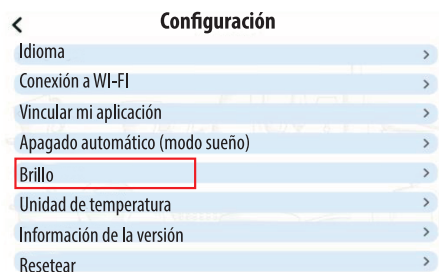 Configuración
Idioma
Conexión a WI-FI
Vincular mi aplicación
Apagado automático (modo sueño)
Brillo
Unidad de temperatura
Información de la versión
Resetear